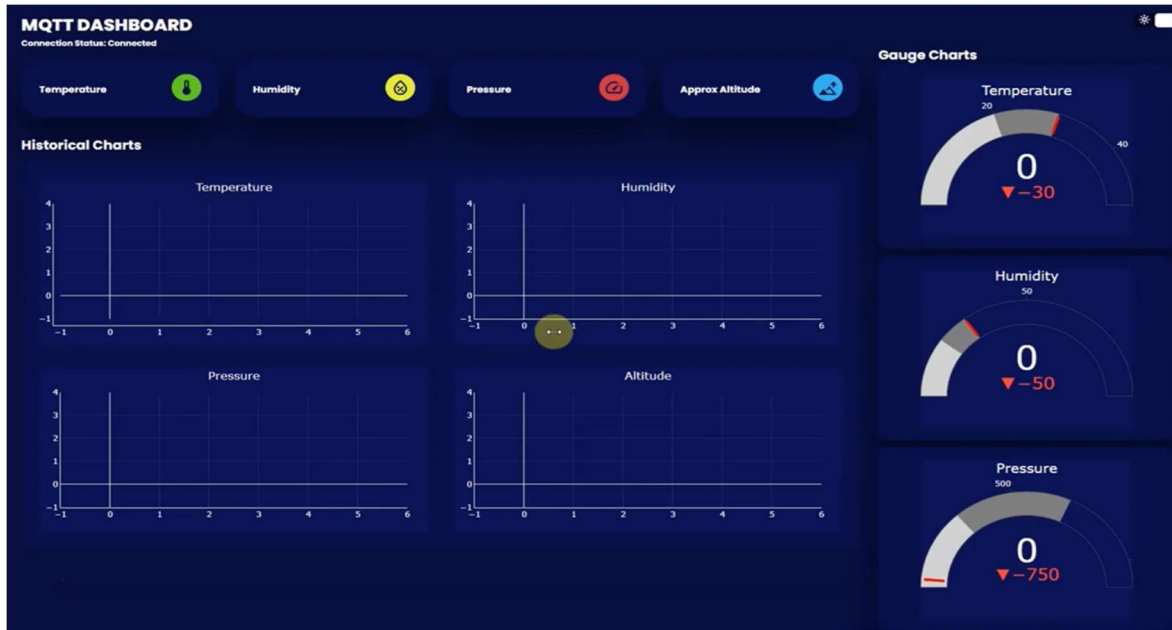 MQTT DASHBOARD
Connection Status: Connected
Temperature
Humidity
Pressure
Approx Altitude
Historical Charts
Temperature
4
3
2
1
0
−1
−1 0 1 2 3 4 5 6
Humidity
4
3
2
1
0
−1
−1 0 1 2 3 4 5 6
Pressure
4
3
2
1
0
−1
−1 0 1 2 3 4 5 6
Altitude
4
3
2
1
0
−1
−1 0 1 2 3 4 5 6
Gauge Charts
Temperature
20
40
0
▼−30
Humidity
50
0
▼−50
Pressure
500
0
▼−750